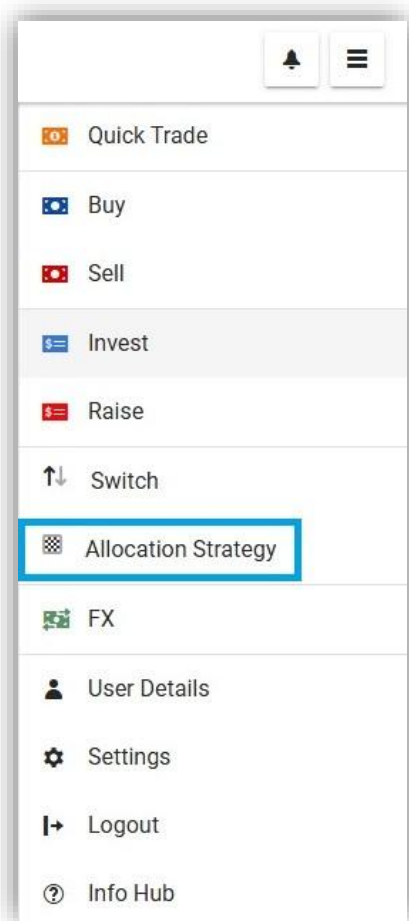 Quick Trade
Buy
Sell
Invest
Raise
Switch
Allocation Strategy
FX
User Details
Settings
Logout
Info Hub